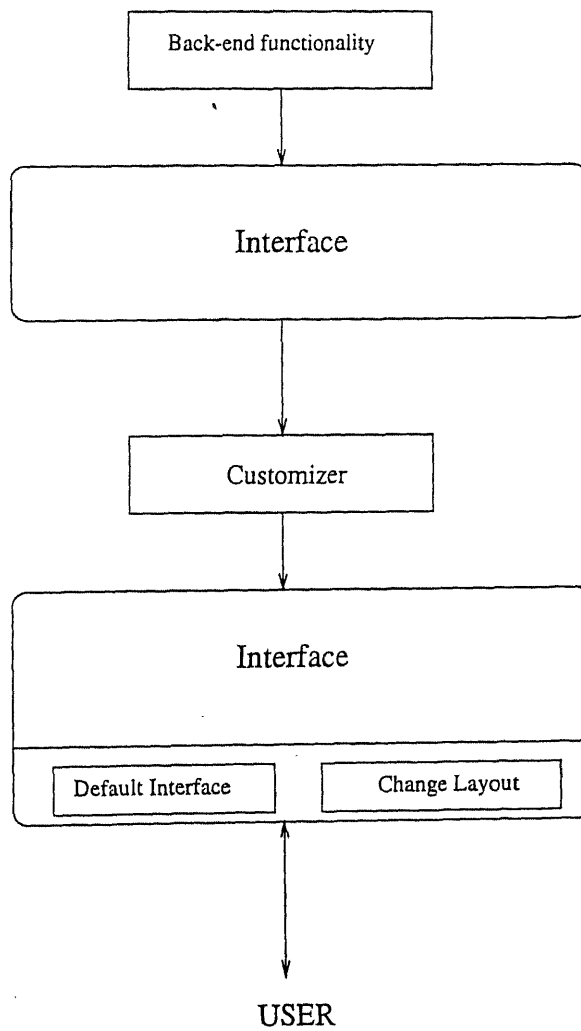 Back-end functionality
Interface
Customizer
Interface
Default Interface
Change Layout
USER